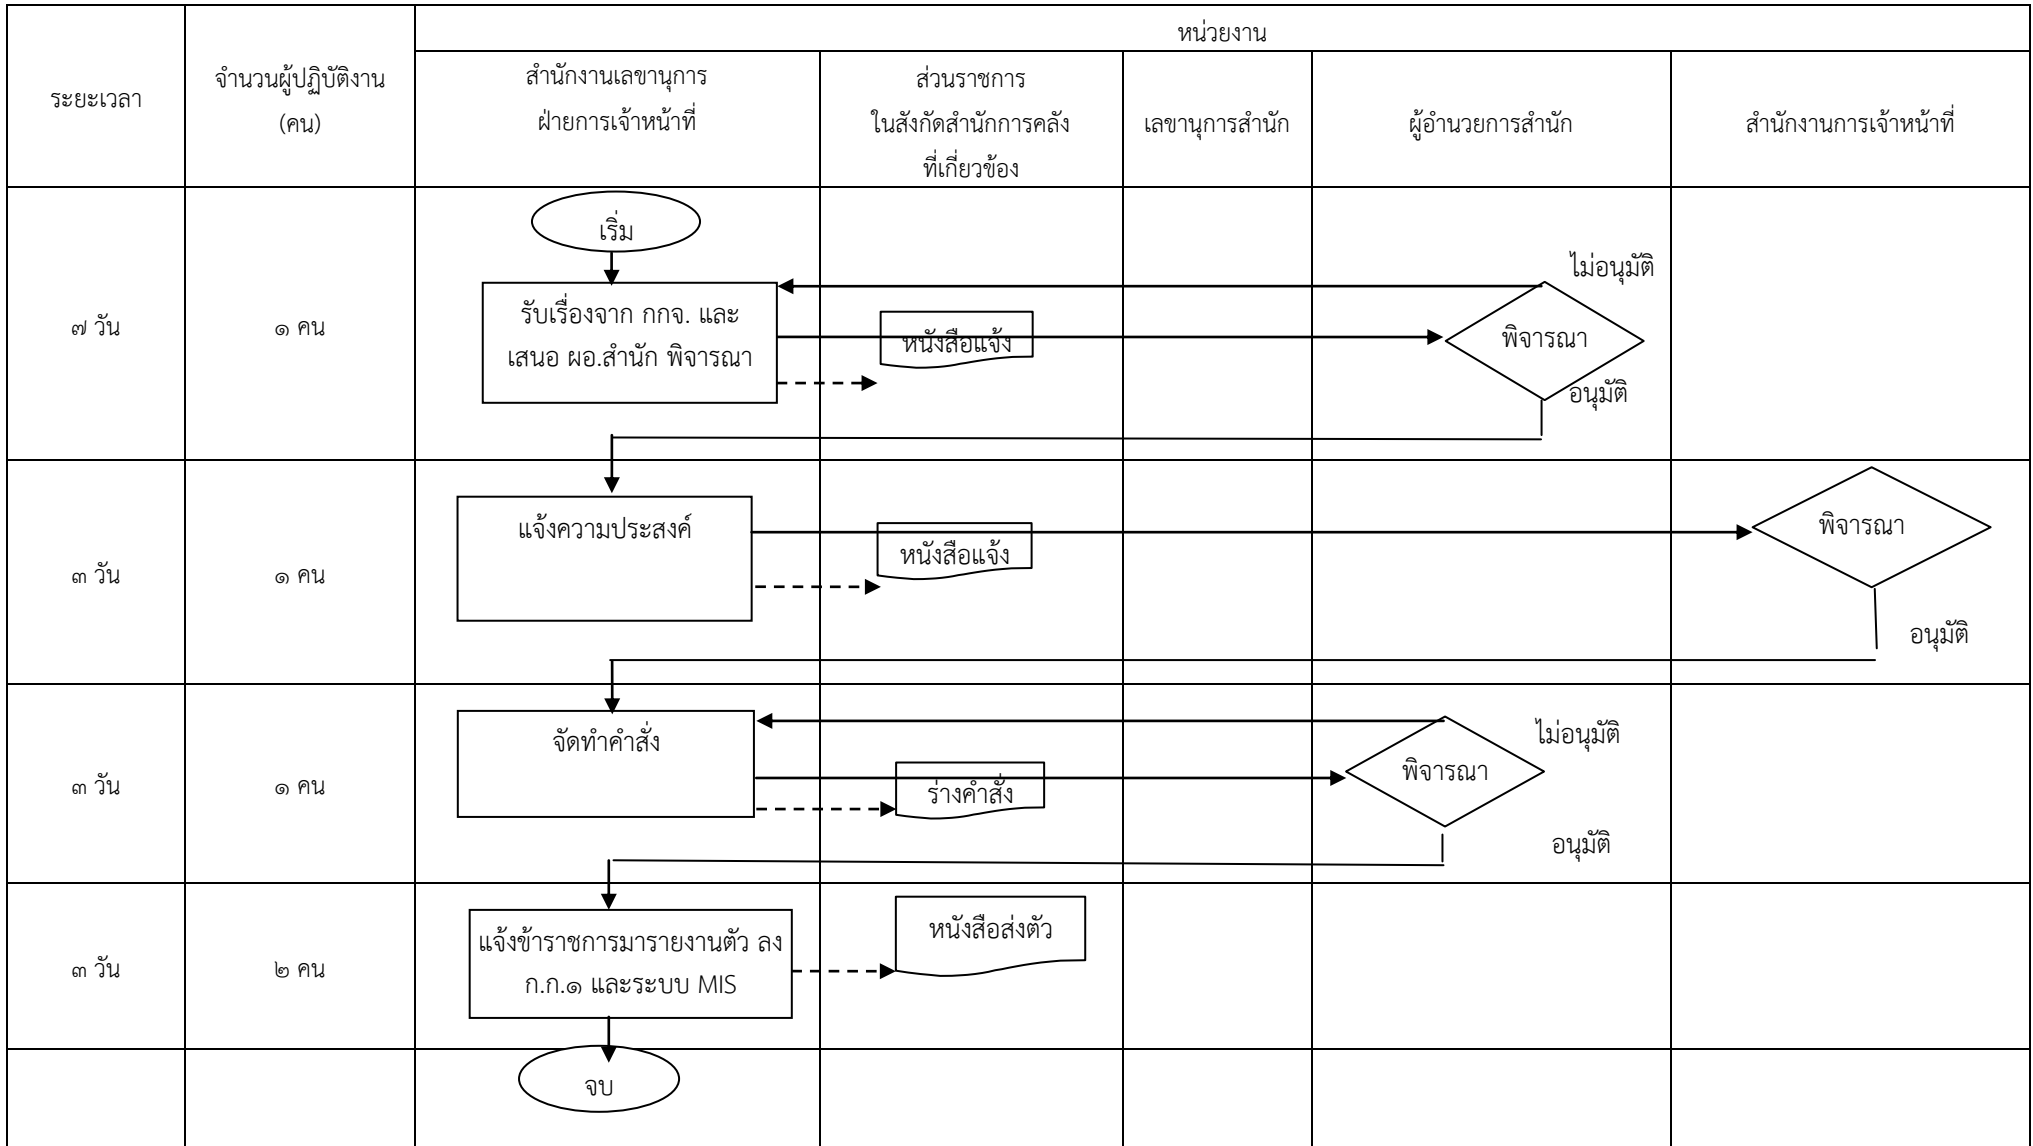 หน่วยงาน
ระยะเวลา
จำนวนผู้ปฏิบัติงาน
(คน)
สำนักงานเลขานุการ
ฝ่ายการเจ้าหน้าที่
ส่วนราชการ
ในสังกัดสำนักการคลัง
ที่เกี่ยวข้อง
เลขานุการสำนัก
ผู้อำนวยการสำนัก
สำนักงานการเจ้าหน้าที่
เริ่ม
๗ วัน
๑ คน
รับเรื่องจาก กกจ. และ
เสนอ ผอ.สำนัก พิจารณา
หนังสือแจ้ง
ไม่อนุมัติ
พิจารณา
อนุมัติ
๓ วัน
๑ คน
แจ้งความประสงค์
หนังสือแจ้ง
พิจารณา
อนุมัติ
๓ วัน
๑ คน
จัดทำคำสั่ง
ร่างคำสั่ง
พิจารณา
ไม่อนุมัติ
อนุมัติ
๓ วัน
๒ คน
แจ้งข้าราชการมารายงานตัว ลง
ก.ก.๑ และระบบ MIS
หนังสือส่งตัว
จบ